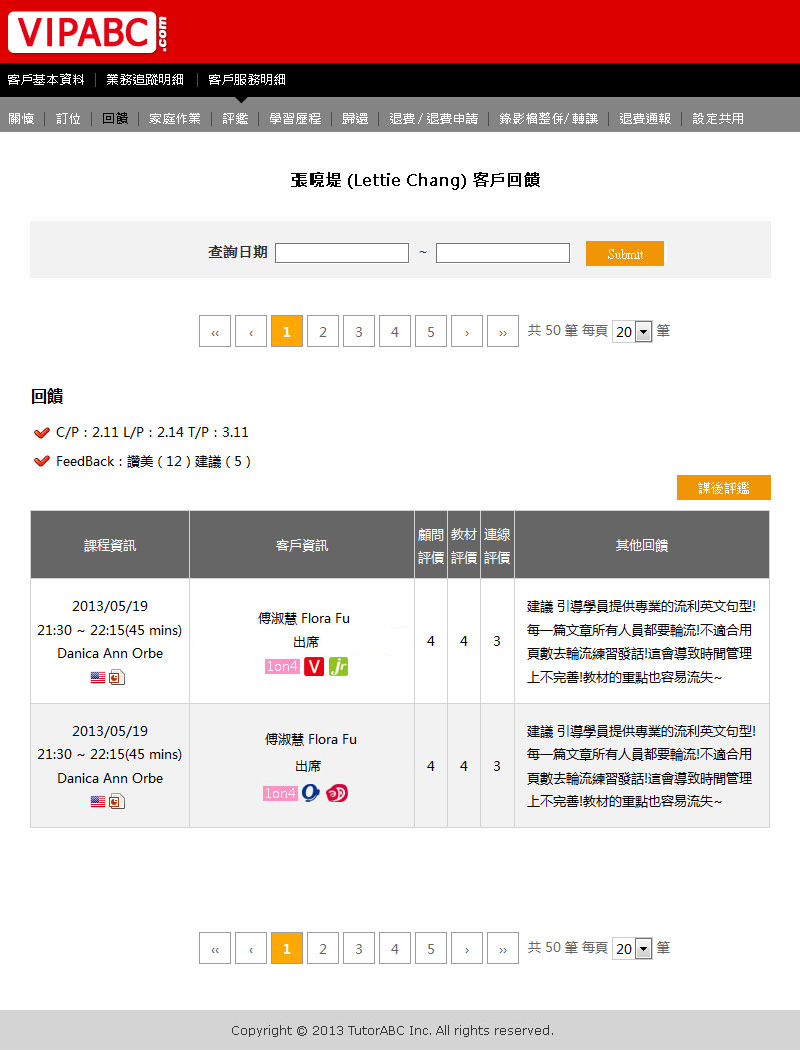 VIPABC.com
客戶基本資料 | 業務追蹤明細 | 客戶服務明細
關懷 | 訂位 | 回饋 | 家庭作業 | 評鑑 | 學習歷程 | 歸還 | 退費 / 退費申請 | 錄影檔整併/轉讓 | 退費通報 | 設定共用
(Lettie Chang) 客戶回饋
查詢日期 ~ Submit
‹‹ ‹ 1 2 3 4 5 › ›› 共 50 筆 每頁 20 筆
回饋
C/P：2.11 L/P：2.14 T/P：3.11
FeedBack：讚美（12）建議（5）
課後評鑑
課程資訊 客戶資訊 顧問評價 教材評價 連線評價 其他回饋
2013/05/19
21:30 ~ 22:15(45 mins)
Danica Ann Orbe
傅淑慧 Flora Fu
出席
1on4 V jr
4 4 3
建議 引導學員提供專業的流利英文句型!
每一篇文章所有人員都要輪流!不適合用
頁數去輪流練習發話!這會導致時間管理
上不完善!教材的重點也容易流失~
2013/05/19
21:30 ~ 22:15(45 mins)
Danica Ann Orbe
傅淑慧 Flora Fu
出席
1on4
4 4 3
建議 引導學員提供專業的流利英文句型!
每一篇文章所有人員都要輪流!不適合用
頁數去輪流練習發話!這會導致時間管理
上不完善!教材的重點也容易流失~
‹‹ ‹ 1 2 3 4 5 › ›› 共 50 筆 每頁 20 筆
Copyright © 2013 TutorABC Inc. All rights reserved.